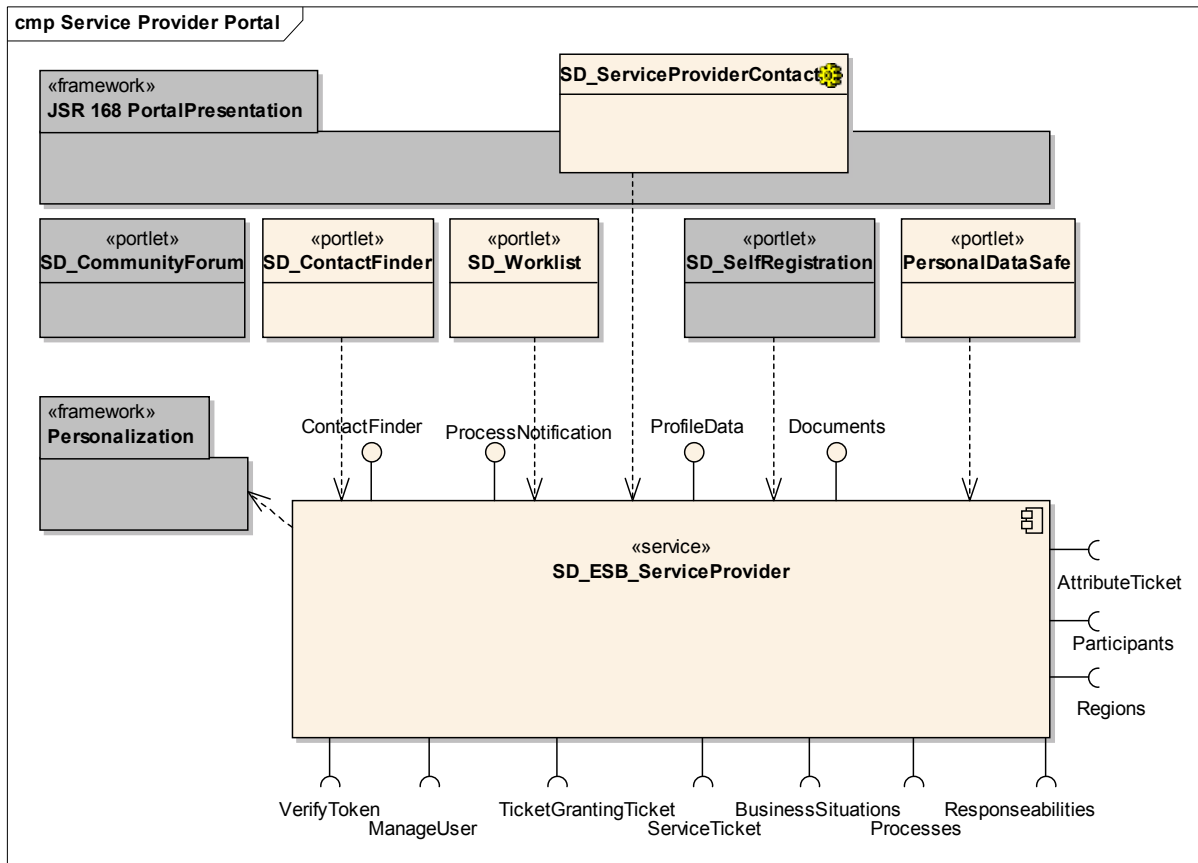 cmp Service Provider Portal
«framework»
JSR 168 PortalPresentation
SD_ServiceProviderContact
«portlet»
SD_CommunityForum
«portlet»
SD_ContactFinder
«portlet»
SD_Worklist
«portlet»
SD_SelfRegistration
«portlet»
PersonalDataSafe
«framework»
Personalization
ContactFinder
ProcessNotification
ProfileData
Documents
«service»
SD_ESB_ServiceProvider
AttributeTicket
Participants
Regions
VerifyToken
ManageUser
TicketGrantingTicket
ServiceTicket
BusinessSituations
Processes
Responseabilities